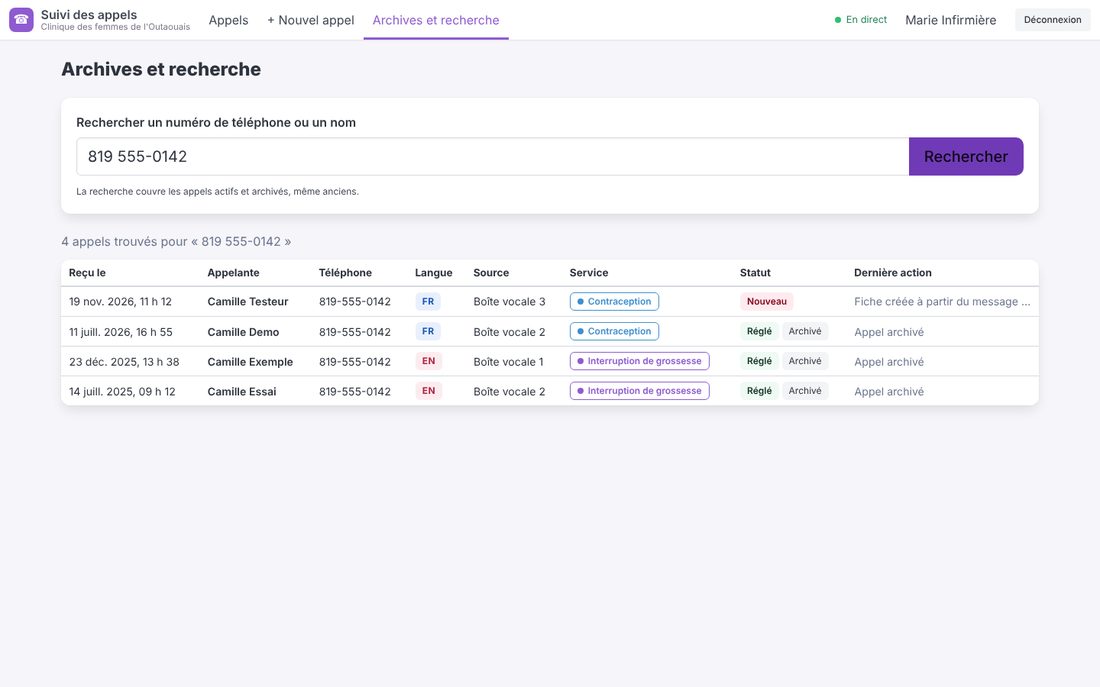 Suivi des appels
Clinique des femmes de l'Outaouais
Appels + Nouvel appel Archives et recherche En direct Marie Infirmière Déconnexion
Archives et recherche
Rechercher un numéro de téléphone ou un nom
819 555-0142 Rechercher
La recherche couvre les appels actifs et archivés, même anciens.
4 appels trouvés pour « 819 555-0142 »
Reçu le Appelante Téléphone Langue Source Service Statut Dernière action
19 nov. 2026, 11 h 12 Camille Testeur 819-555-0142 FR Boîte vocale 3 Contraception Nouveau Fiche créée à partir du message ...
11 juill. 2026, 16 h 55 Camille Demo 819-555-0142 FR Boîte vocale 2 Contraception Réglé Archivé Appel archivé
23 déc. 2025, 13 h 38 Camille Exemple 819-555-0142 EN Boîte vocale 1 Interruption de grossesse Réglé Archivé Appel archivé
14 juill. 2025, 09 h 12 Camille Essai 819-555-0142 EN Boîte vocale 2 Interruption de grossesse Réglé Archivé Appel archivé